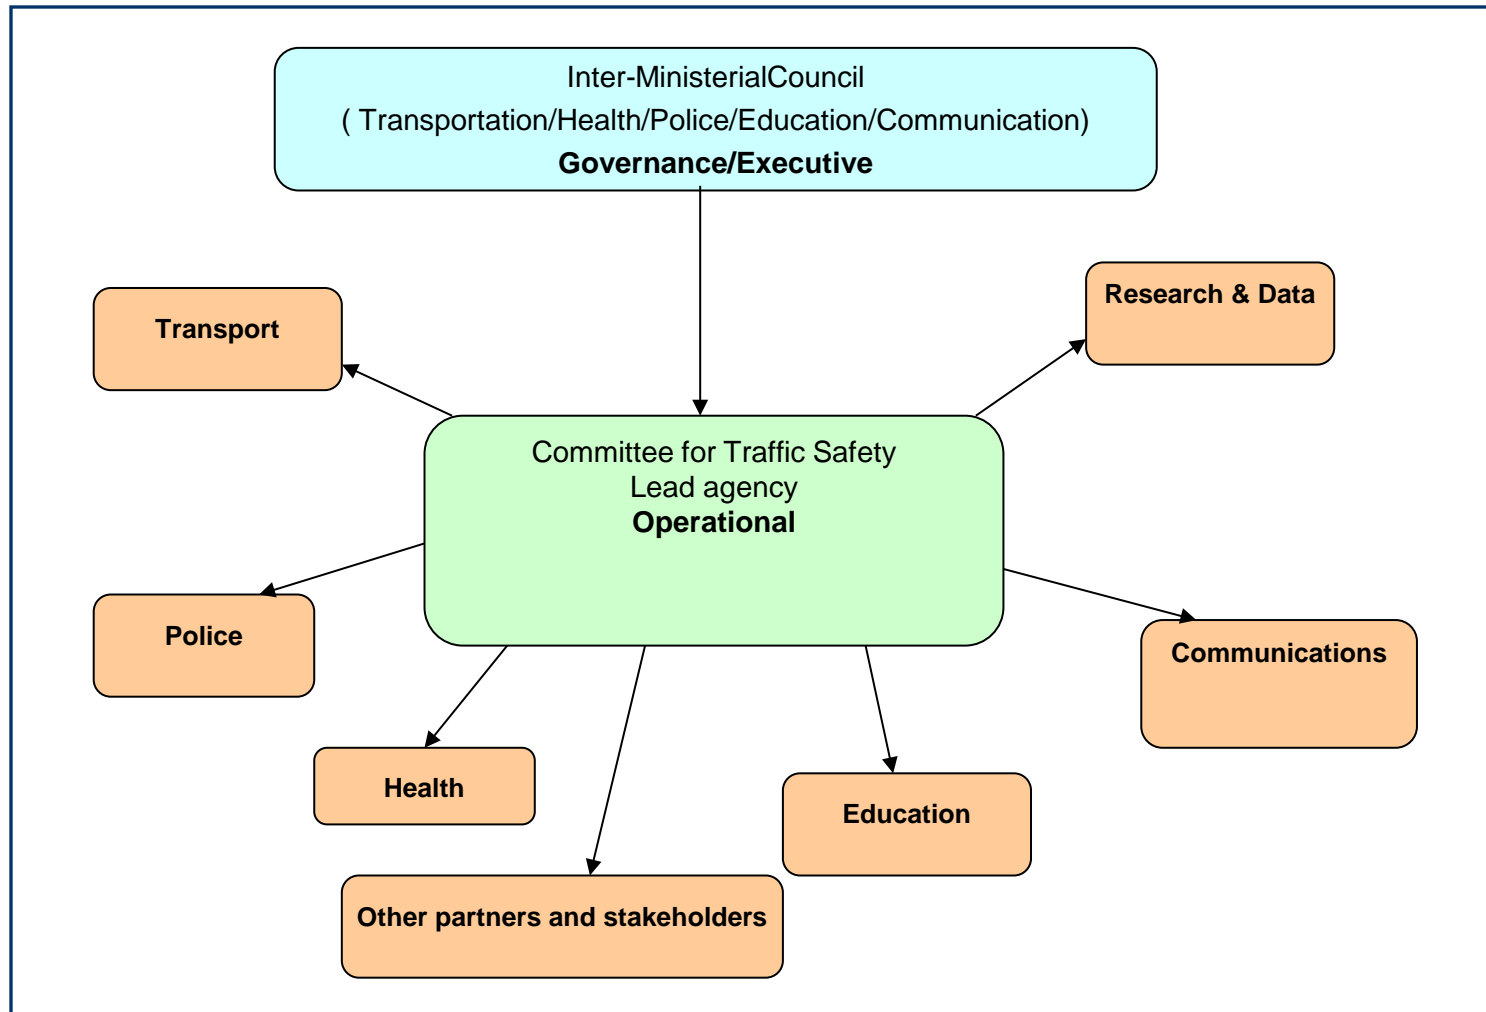 Inter-MinisterialCouncil
( Transportation/Health/Police/Education/Communication)
Governance/Executive
Research & Data
Transport
Committee for Traffic Safety
Lead agency
Operational
Police
Communications
Health
Education
Other partners and stakeholders